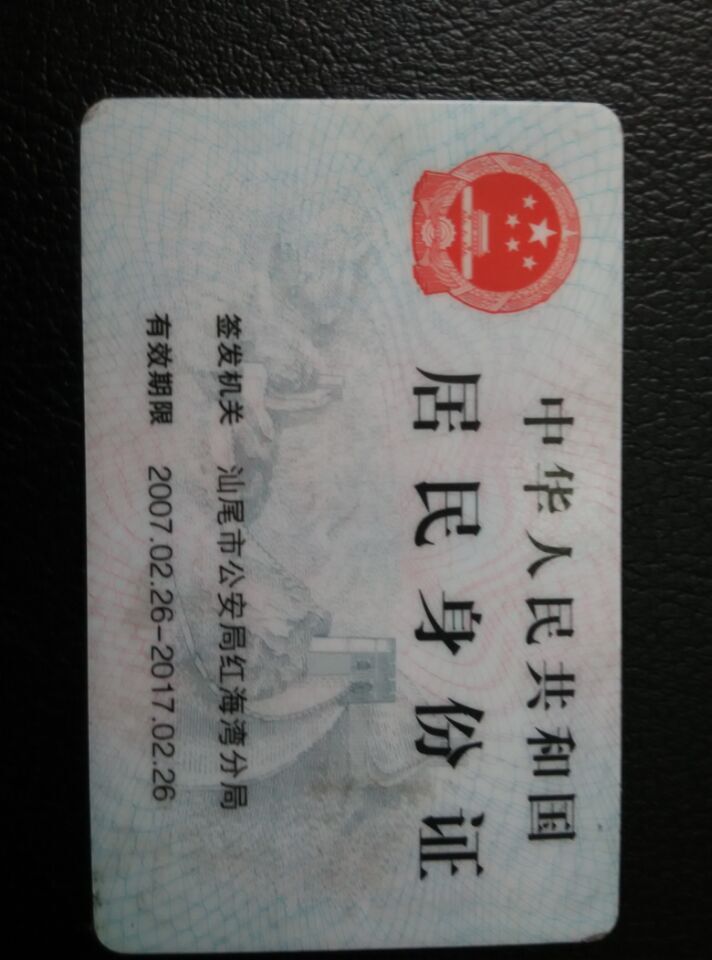 中华人民共和国
居民身份证
签发机关 汕尾市公安局红海湾分局
有效期限 2007.02.26-2017.02.26